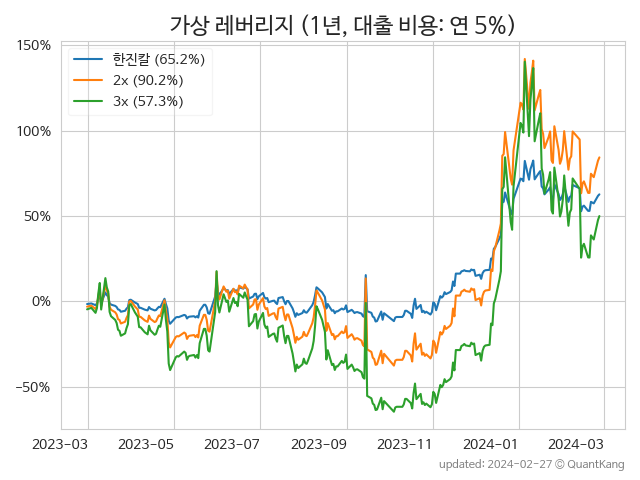 가상 레버리지 (1년, 대출 비용: 연 5%)
150%
100%
50%
0%
−50%
한진칼 (65.2%)
2x (90.2%)
3x (57.3%)
2023-03 2023-05 2023-07 2023-09 2023-11 2024-01 2024-03
updated: 2024-02-27 © QuantKang